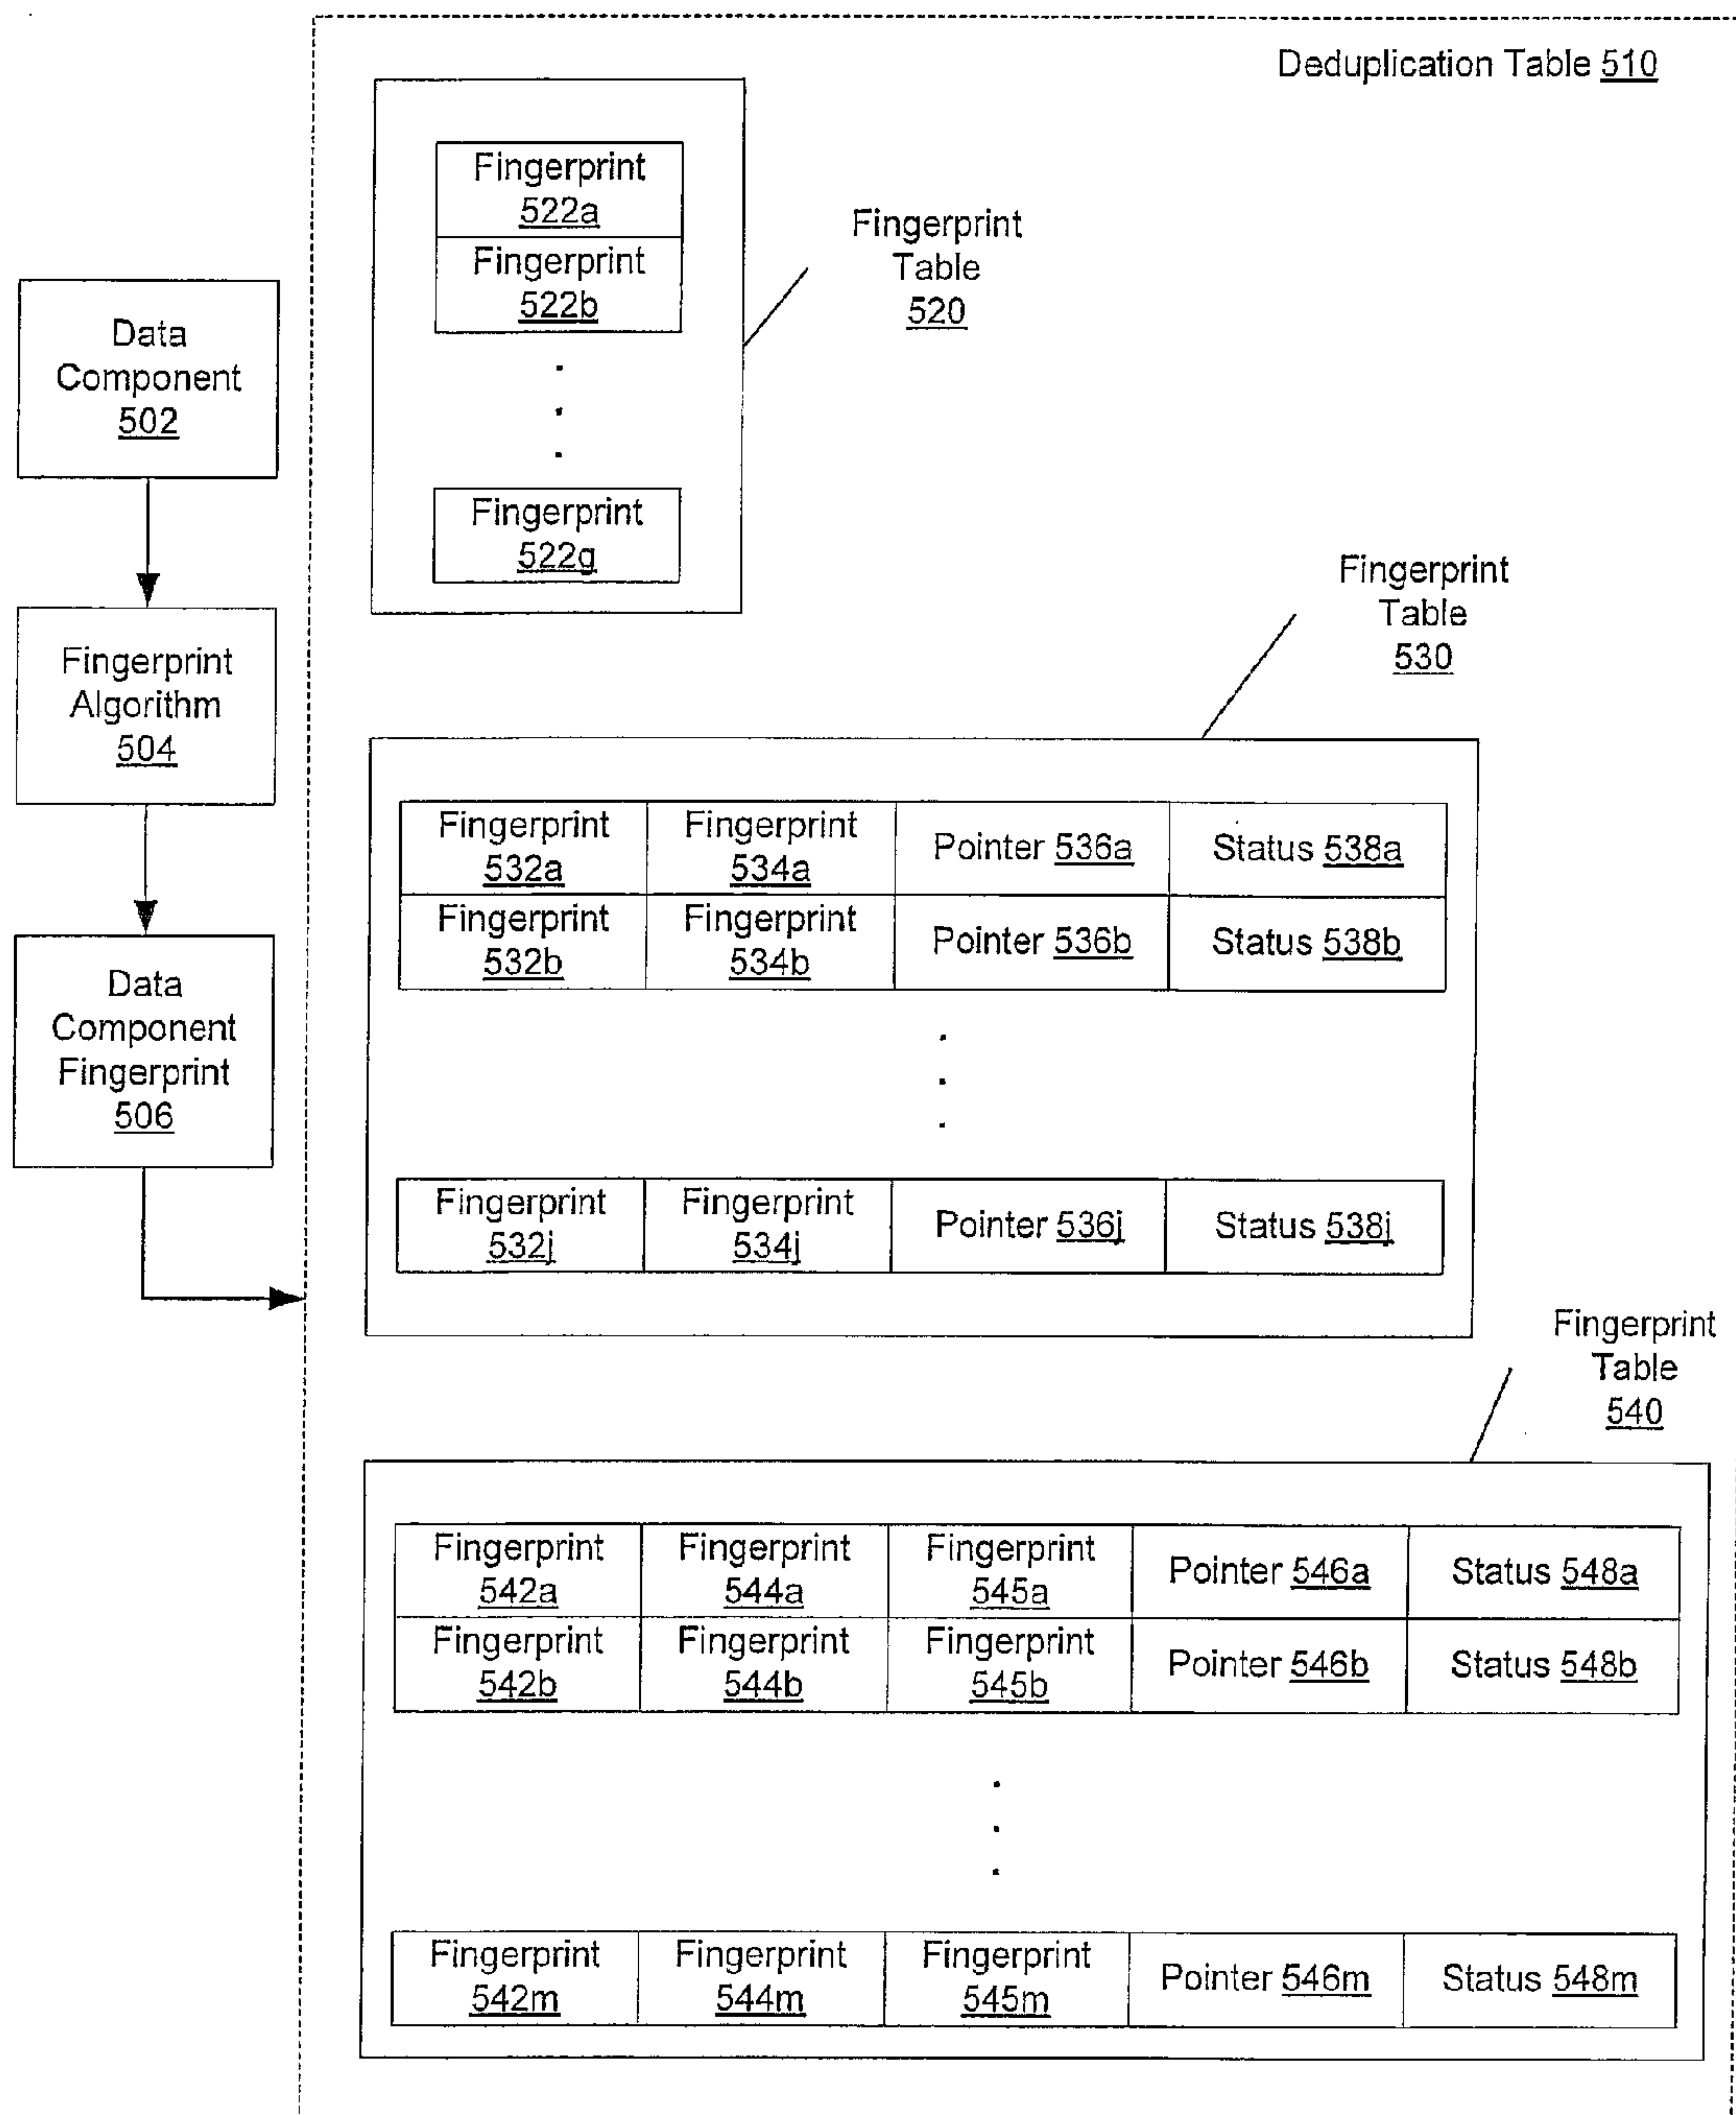 Deduplication Table 510
Data
Component
502
Fingerprint
Algorithm
504
Data
Component
Fingerprint
506
Fingerprint
522a
Fingerprint
522b
.
.
.
Fingerprint
522g
Fingerprint
Table
520
Fingerprint
Table
530
Fingerprint
532a
Fingerprint
534a
Pointer 536a
Status 538a
Fingerprint
532b
Fingerprint
534b
Pointer 536b
Status 538b
.
.
.
Fingerprint
532j
Fingerprint
534j
Pointer 536j
Status 538j
Fingerprint
Table
540
Fingerprint
542a
Fingerprint
544a
Fingerprint
545a
Pointer 546a
Status 548a
Fingerprint
542b
Fingerprint
544b
Fingerprint
545b
Pointer 546b
Status 548b
.
.
.
Fingerprint
542m
Fingerprint
544m
Fingerprint
545m
Pointer 546m
Status 548m